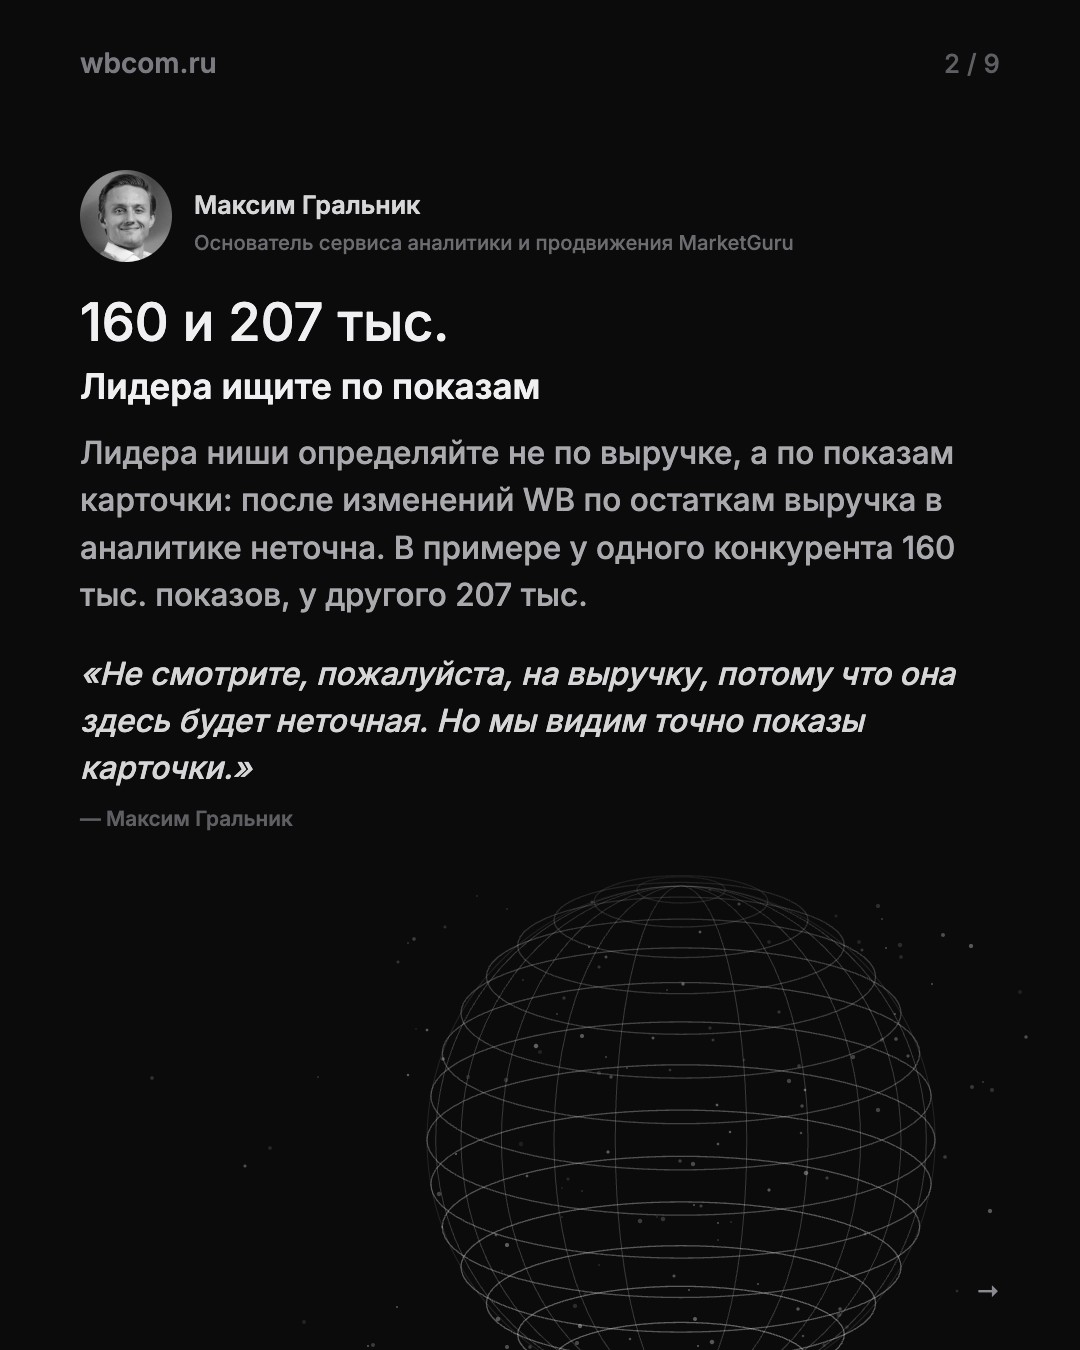 wbcom.ru
2 / 9
Максим Гральник
Основатель сервиса аналитики и продвижения MarketGuru
160 и 207 тыс.
Лидера ищите по показам
Лидера ниши определяйте не по выручке, а по показам
карточки: после изменений WB по остаткам выручка в
аналитике неточна. В примере у одного конкурента 160
тыс. показов, у другого 207 тыс.
«Не смотрите, пожалуйста, на выручку, потому что она
здесь будет неточная. Но мы видим точно показы
карточки.»
— Максим Гральник
→